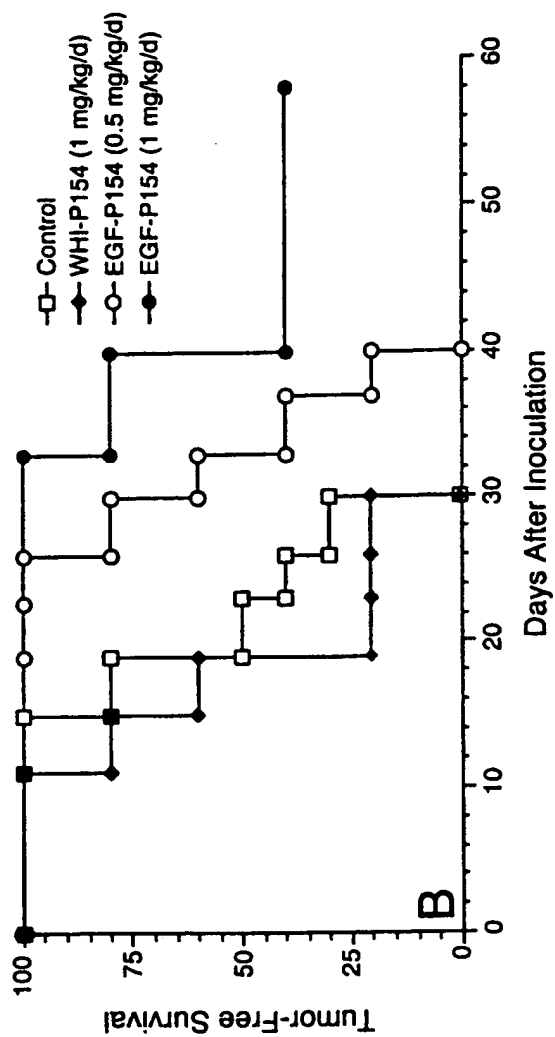 Control
WHI-P154 (1 mg/kg/d)
EGF-P154 (0.5 mg/kg/d)
EGF-P154 (1 mg/kg/d)
Tumor-Free Survival
100
75
50
25
0
B
0 10 20 30 40 50 60
Days After Inoculation